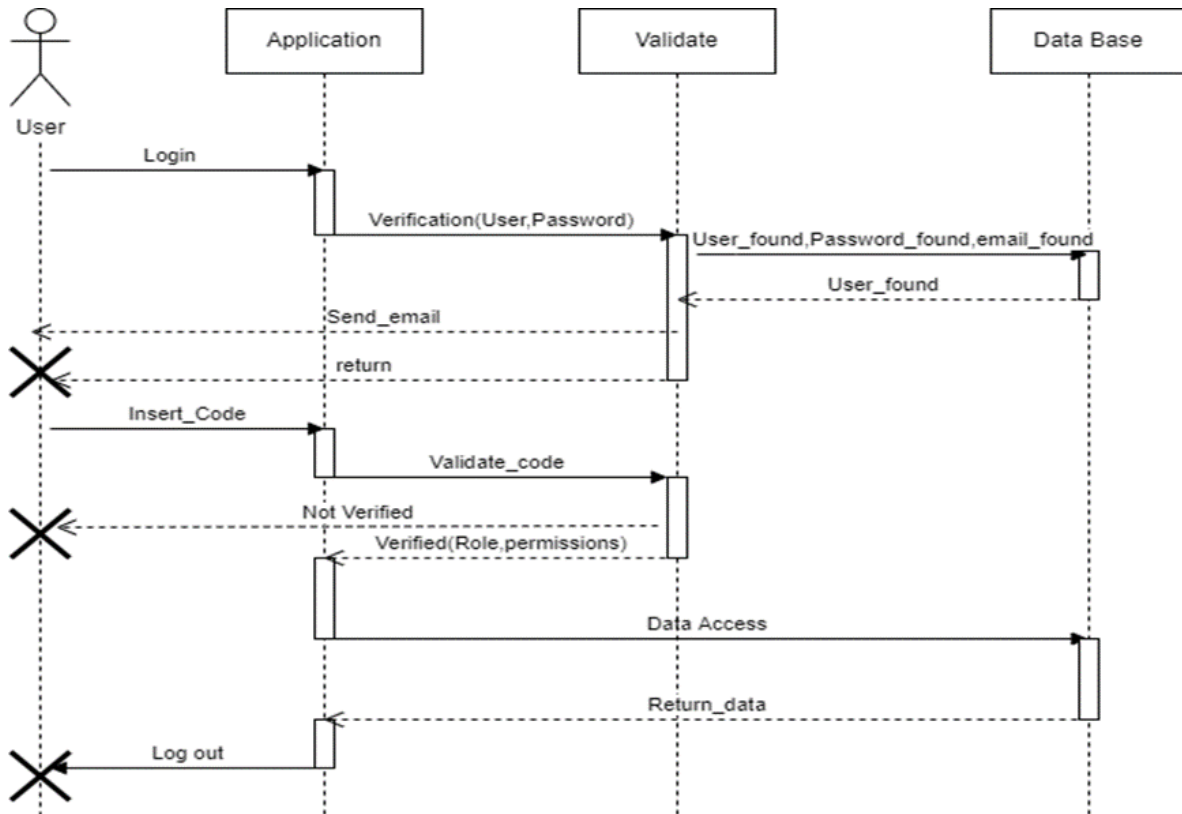 Application
Validate
Data Base
User
Login
Verification(User,Password)
User_found,Password_found,email_found
User_found
Send_email
return
Insert_Code
Validate_code
Not Verified
Verified(Role,permissions)
Data Access
Return_data
Log out